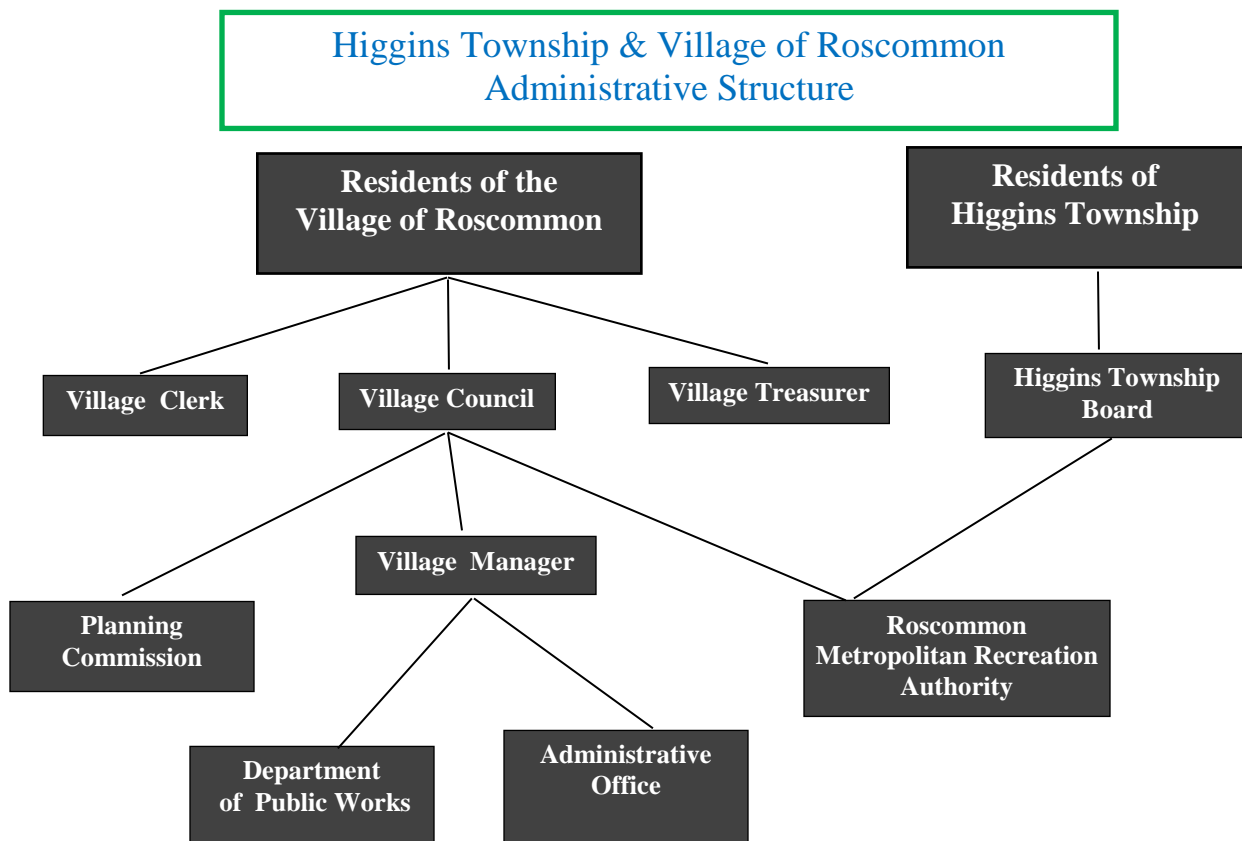 Higgins Township & Village of Roscommon
Administrative Structure
Residents of the
Village of Roscommon
Residents of
Higgins Township
Village Clerk
Village Council
Village Treasurer
Higgins Township
Board
Village Manager
Planning
Commission
Roscommon
Metropolitan Recreation
Authority
Department
of Public Works
Administrative
Office